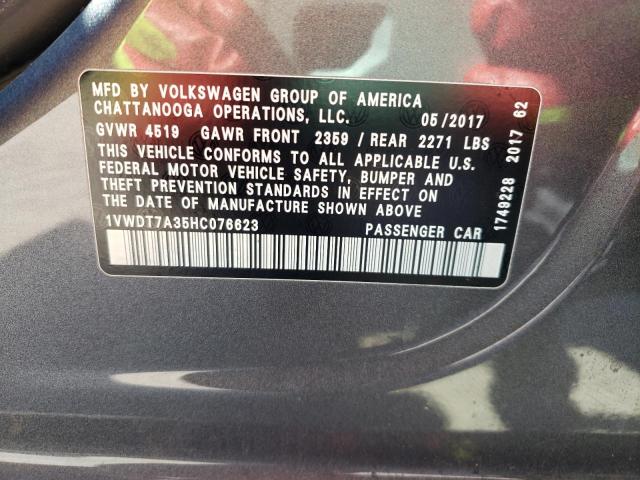 MFD BY VOLKSWAGEN GROUP OF AMERICA
CHATTANOOGA OPERATIONS, LLC. 05/2017
GVWR 4519 GAWR FRONT 2359 / REAR 2271 LBS
THIS VEHICLE CONFORMS TO ALL APPLICABLE U.S.
FEDERAL MOTOR VEHICLE SAFETY, BUMPER AND
THEFT PREVENTION STANDARDS IN EFFECT ON
THE DATE OF MANUFACTURE SHOWN ABOVE
1VWDT7A35HC076623 PASSENGER CAR
1749228 2017 62